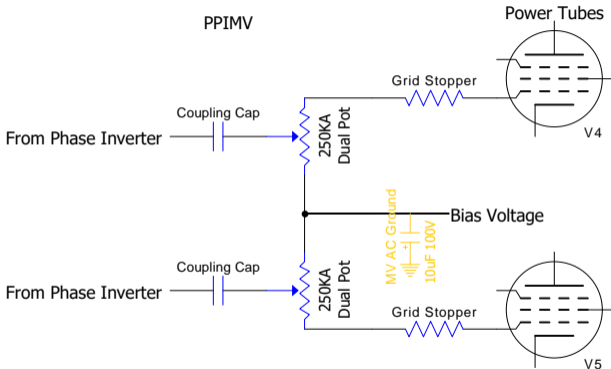 PPIMV
Power Tubes
Grid Stopper
Coupling Cap
From Phase Inverter
250KA
Dual Pot
V4
MV AC Ground
+
10uF 100V
Bias Voltage
Coupling Cap
From Phase Inverter
250KA
Dual Pot
Grid Stopper
V5